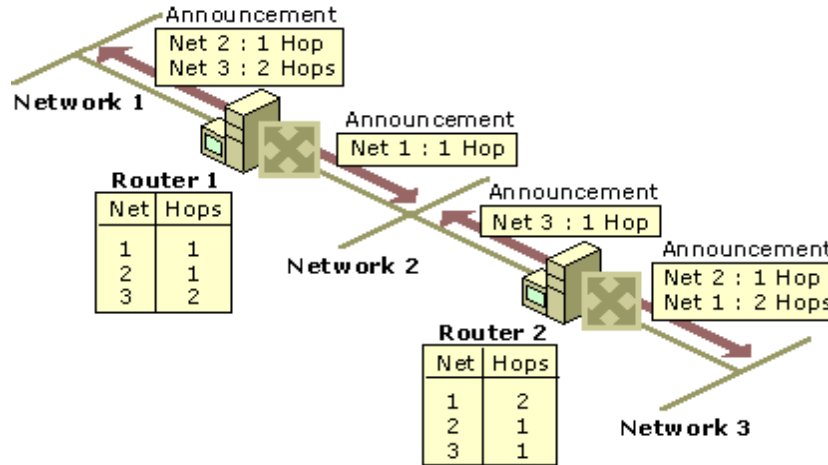 Announcement
Net 2 : 1 Hop
Net 3 : 2 Hops
Network 1
Announcement
Net 1 : 1 Hop
Router 1
Net Hops
1 1
2 1
3 2
Announcement
Net 3 : 1 Hop
Network 2
Announcement
Net 2 : 1 Hop
Net 1 : 2 Hops
Router 2
Net Hops
1 2
2 1
3 1
Network 3